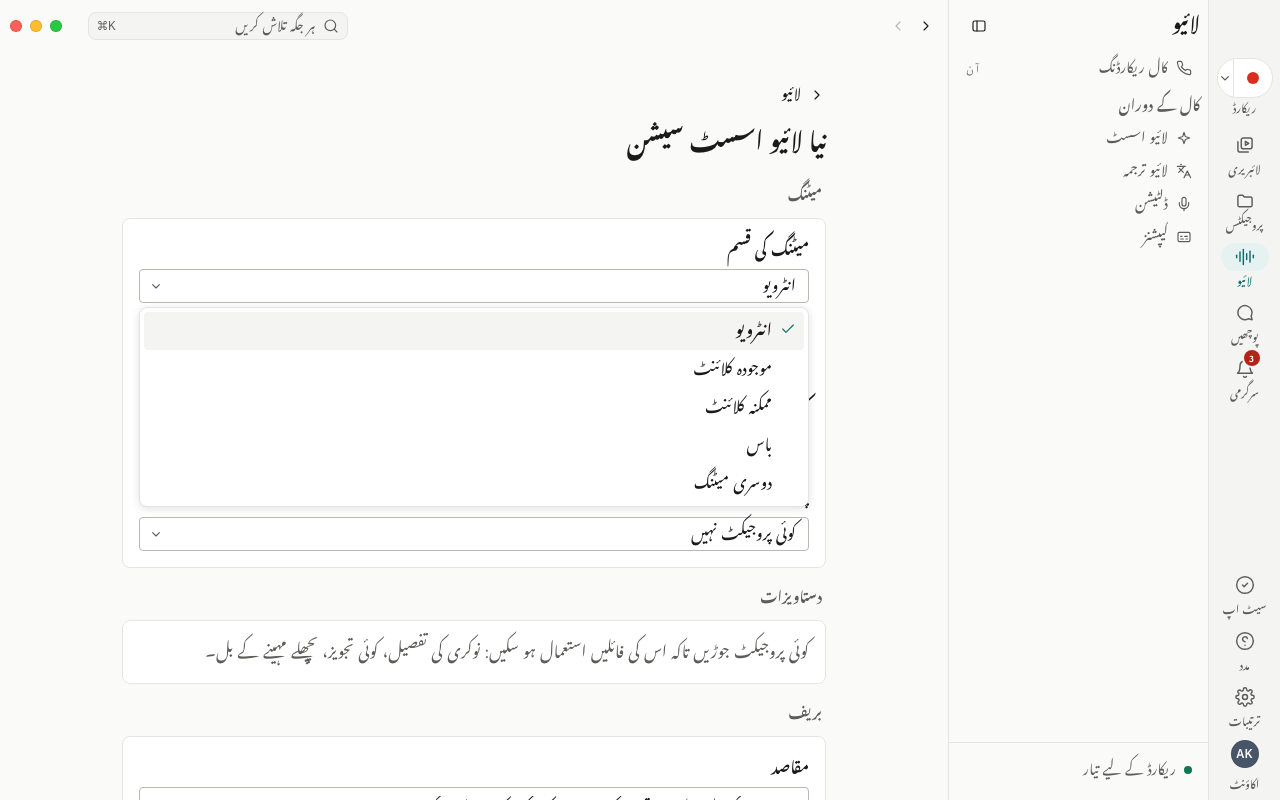 ہر جگہ تلاش کریں
⌘K
لائیو
کال ریکارڈنگ
آن
کال کے دوران
لائیو اسسٹ
لائیو ترجمہ
ڈکٹیشن
کیپشنز
ریکارڈ کے لیے تیار
ریکارڈ
لائبریری
پروجیکٹس
لائیو
پوچھیں
3
سرگرمی
سیٹ اپ
مدد
ترتیبات
AK
اکاؤنٹ
لائیو
نیا لائیو اسسٹ سیشن
میٹنگ
میٹنگ کی قسم
انٹرویو
انٹرویو
موجودہ کلائنٹ
ممکنہ کلائنٹ
باس
دوسری میٹنگ
کوئی پروجیکٹ نہیں
دستاویزات
کوئی پروجیکٹ جوڑیں تاکہ اس کی فائلیں استعمال ہو سکیں: نوکری کی تفصیل، کوئی تجویز، پچھلے مہینے کے بل۔
بریف
مقاصد